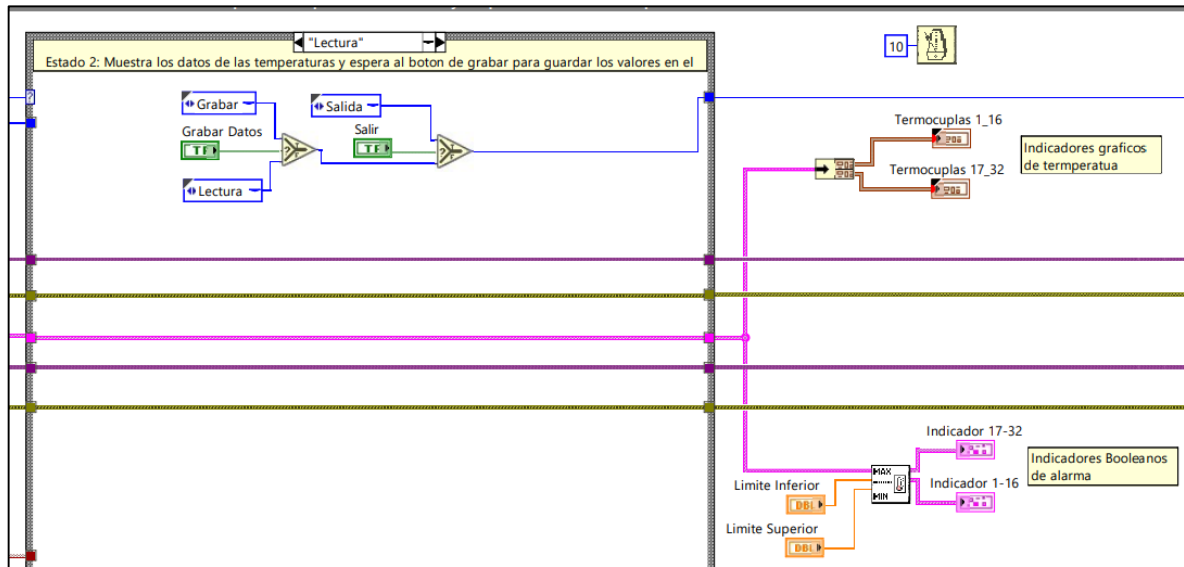 "Lectura"
Estado 2: Muestra los datos de las temperaturas y espera al boton de grabar para guardar los valores en el
10
?
Grabar
Salida
Grabar Datos
Salir
TF
TF
?
?
Lectura
Termocuplas 1_16
Indicadores graficos
de termperatua
Termocuplas 17_32
Indicador 17-32
Indicadores Booleanos
de alarma
MAX
MIN
Limite Inferior
DBL
Indicador 1-16
Limite Superior
DBL